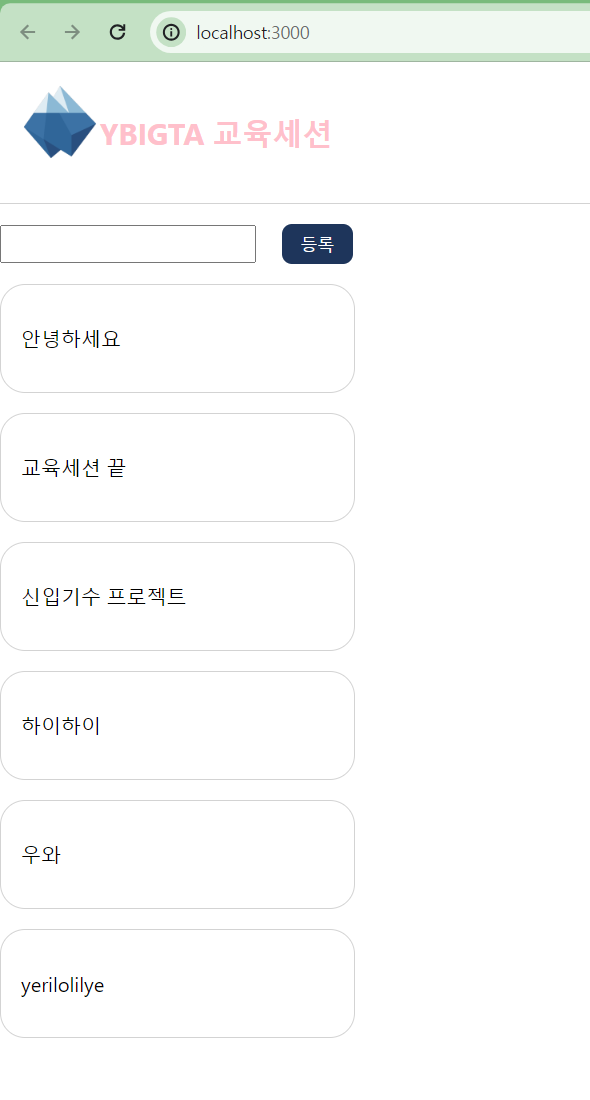 localhost:3000
YBIGTA 교육세션
등록
안녕하세요
교육세션 끝
신입기수 프로젝트
하이하이
우와
yerilolilye